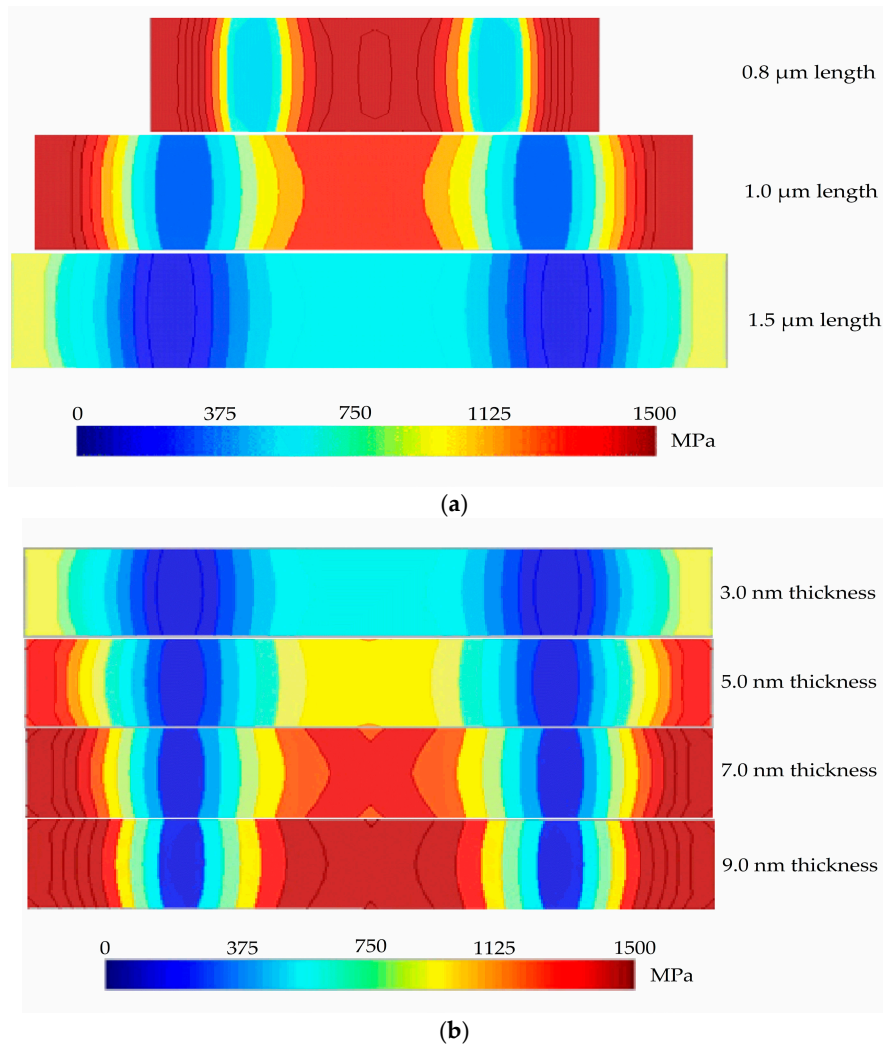 0.8 µm length
1.0 µm length
1.5 µm length
0 375 750 1125 1500
MPa
(a)
3.0 nm thickness
5.0 nm thickness
7.0 nm thickness
9.0 nm thickness
0 375 750 1125 1500
MPa
(b)